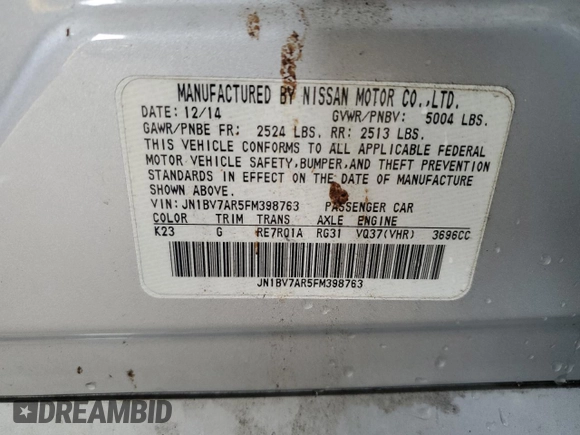 MANUFACTURED BY NISSAN MOTOR CO.,LTD.
DATE: 12/14 GVWR/PNBV: 5004 LBS.
GAWR/PNBE FR: 2524 LBS. RR: 2513 LBS.
THIS VEHICLE CONFORMS TO ALL APPLICABLE FEDERAL
MOTOR VEHICLE SAFETY,BUMPER,AND THEFT PREVENTION
STANDARDS IN EFFECT ON THE DATE OF MANUFACTURE
SHOWN ABOVE.
VIN: JN1BV7AR5FM398763 PASSENGER CAR
COLOR TRIM TRANS AXLE ENGINE
K23 G RE7R01A RG31 VQ37(VHR) 3696CC
JN1BV7AR5FM398763
DREAMBID